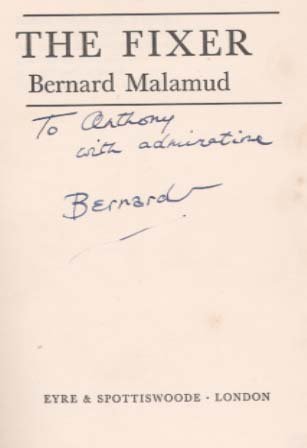 THE FIXER
Bernard Malamud
To Anthony
with admiration
Bernard
EYRE & SPOTTISWOODE · LONDON